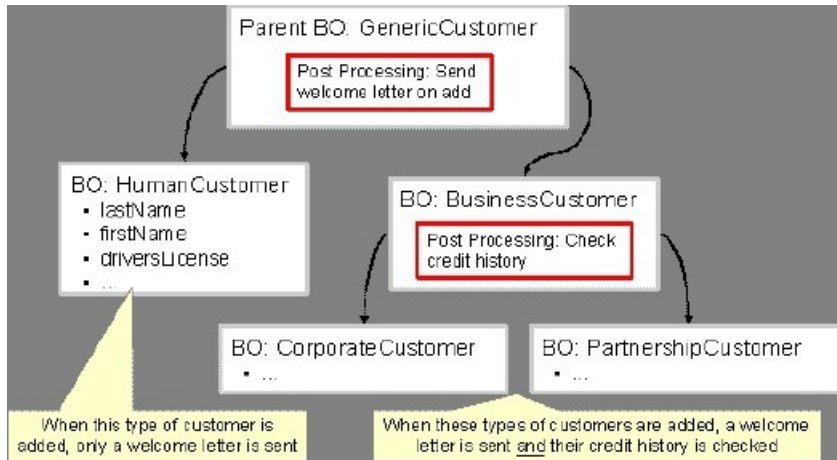 Parent BO: GenericCustomer
Post Processing: Send
welcome letter on add
BO: HumanCustomer
▪ lastName
▪ firstName
▪ driversLicense
▪ ...
BO: BusinessCustomer
Post Processing: Check
credit history
BO: CorporateCustomer
▪ ...
BO: PartnershipCustomer
▪ ...
When this type of customer is
added, only a welcome letter is sent
When these types of customers are added, a welcome
letter is sent and their credit history is checked